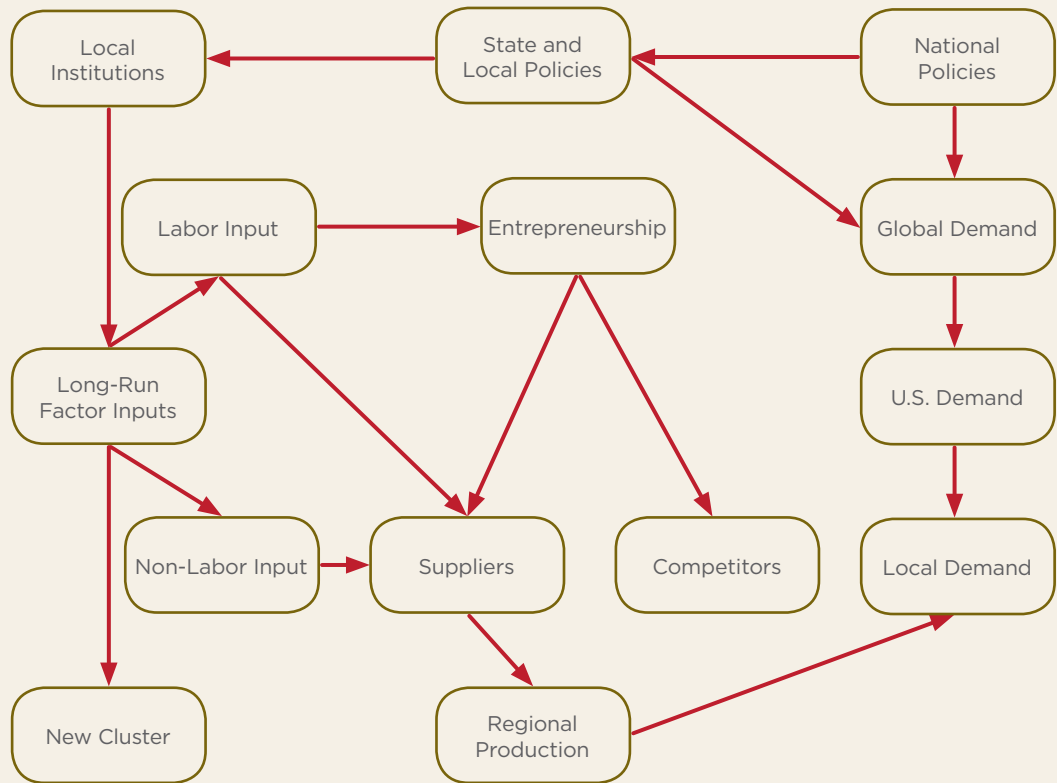 Local
Institutions
State and
Local Policies
National
Policies
Labor Input
Entrepreneurship
Global Demand
Long-Run
Factor Inputs
U.S. Demand
Non-Labor Input
Suppliers
Competitors
Local Demand
New Cluster
Regional
Production